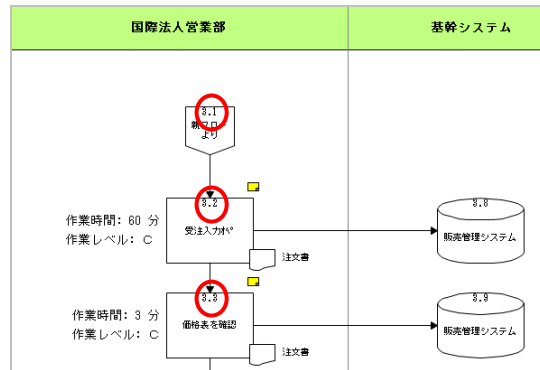 国際法人営業部
基幹システム
3.1
親フロー
より
3.2
受注入力ｵﾍﾟ
作業時間: 60 分
作業レベル: C
注文書
3.8
販売管理システム
3.3
価格表を確認
作業時間: 3 分
作業レベル: C
注文書
3.9
販売管理システム